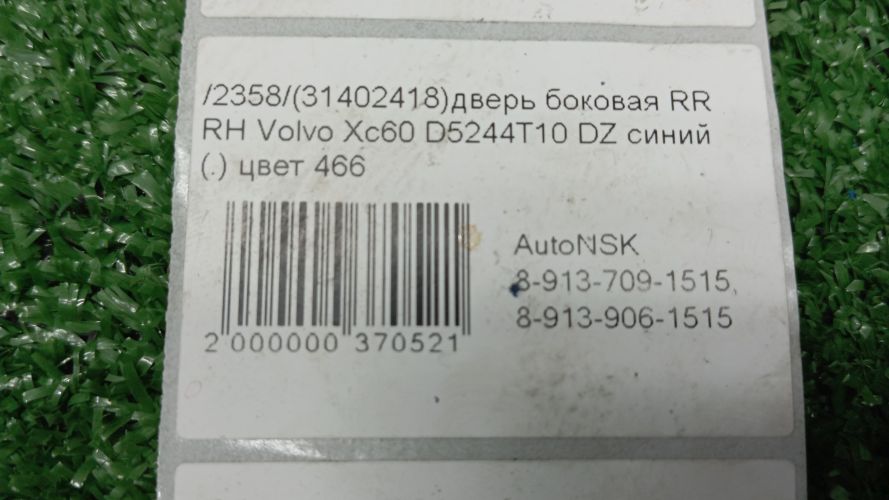 /2358/(31402418)дверь боковая RR
RH Volvo Xc60 D5244T10 DZ синий
(.) цвет 466
AutoNSK
8-913-709-1515,
8-913-906-1515
2 000000 370521